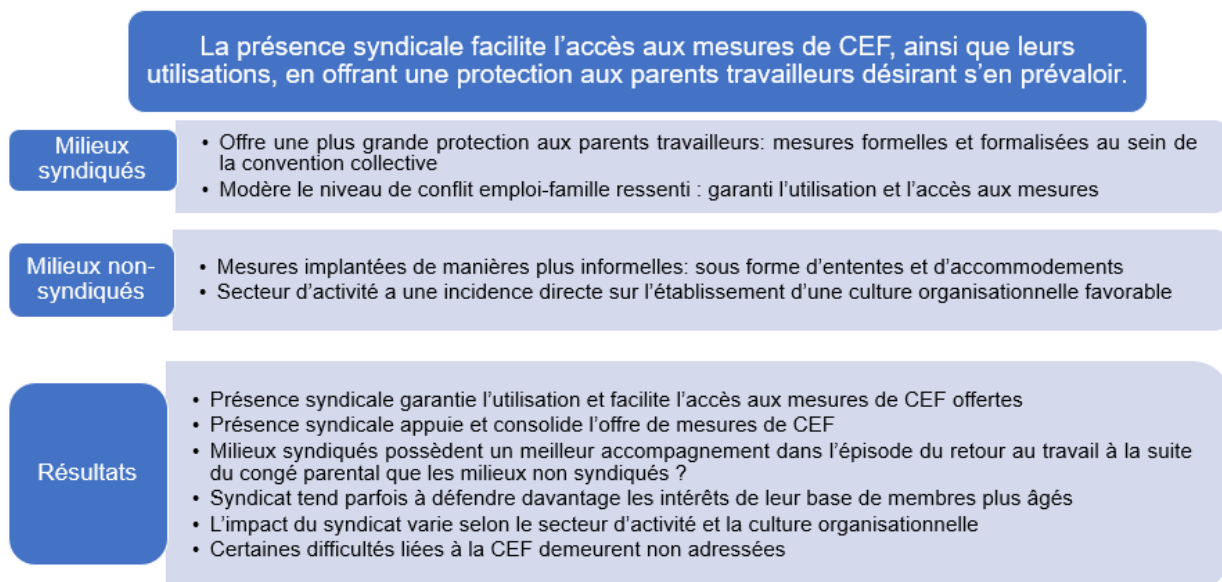 La présence syndicale facilite l'accès aux mesures de CEF, ainsi que leurs
utilisations, en offrant une protection aux parents travailleurs désirant s'en prévaloir.
Milieux
syndiqués
• Offre une plus grande protection aux parents travailleurs: mesures formelles et formalisées au sein de
la convention collective
• Modère le niveau de conflit emploi-famille ressenti : garanti l'utilisation et l'accès aux mesures
Milieux non-
syndiqués
• Mesures implantées de manières plus informelles: sous forme d'ententes et d'accommodements
• Secteur d'activité a une incidence directe sur l'établissement d'une culture organisationnelle favorable
Résultats
• Présence syndicale garantie l'utilisation et facilite l'accès aux mesures de CEF offertes
• Présence syndicale appuie et consolide l'offre de mesures de CEF
• Milieux syndiqués possèdent un meilleur accompagnement dans l'épisode du retour au travail à la suite
du congé parental que les milieux non syndiqués ?
• Syndicat tend parfois à défendre davantage les intérêts de leur base de membres plus âgés
• L'impact du syndicat varie selon le secteur d'activité et la culture organisationnelle
• Certaines difficultés liées à la CEF demeurent non adressées